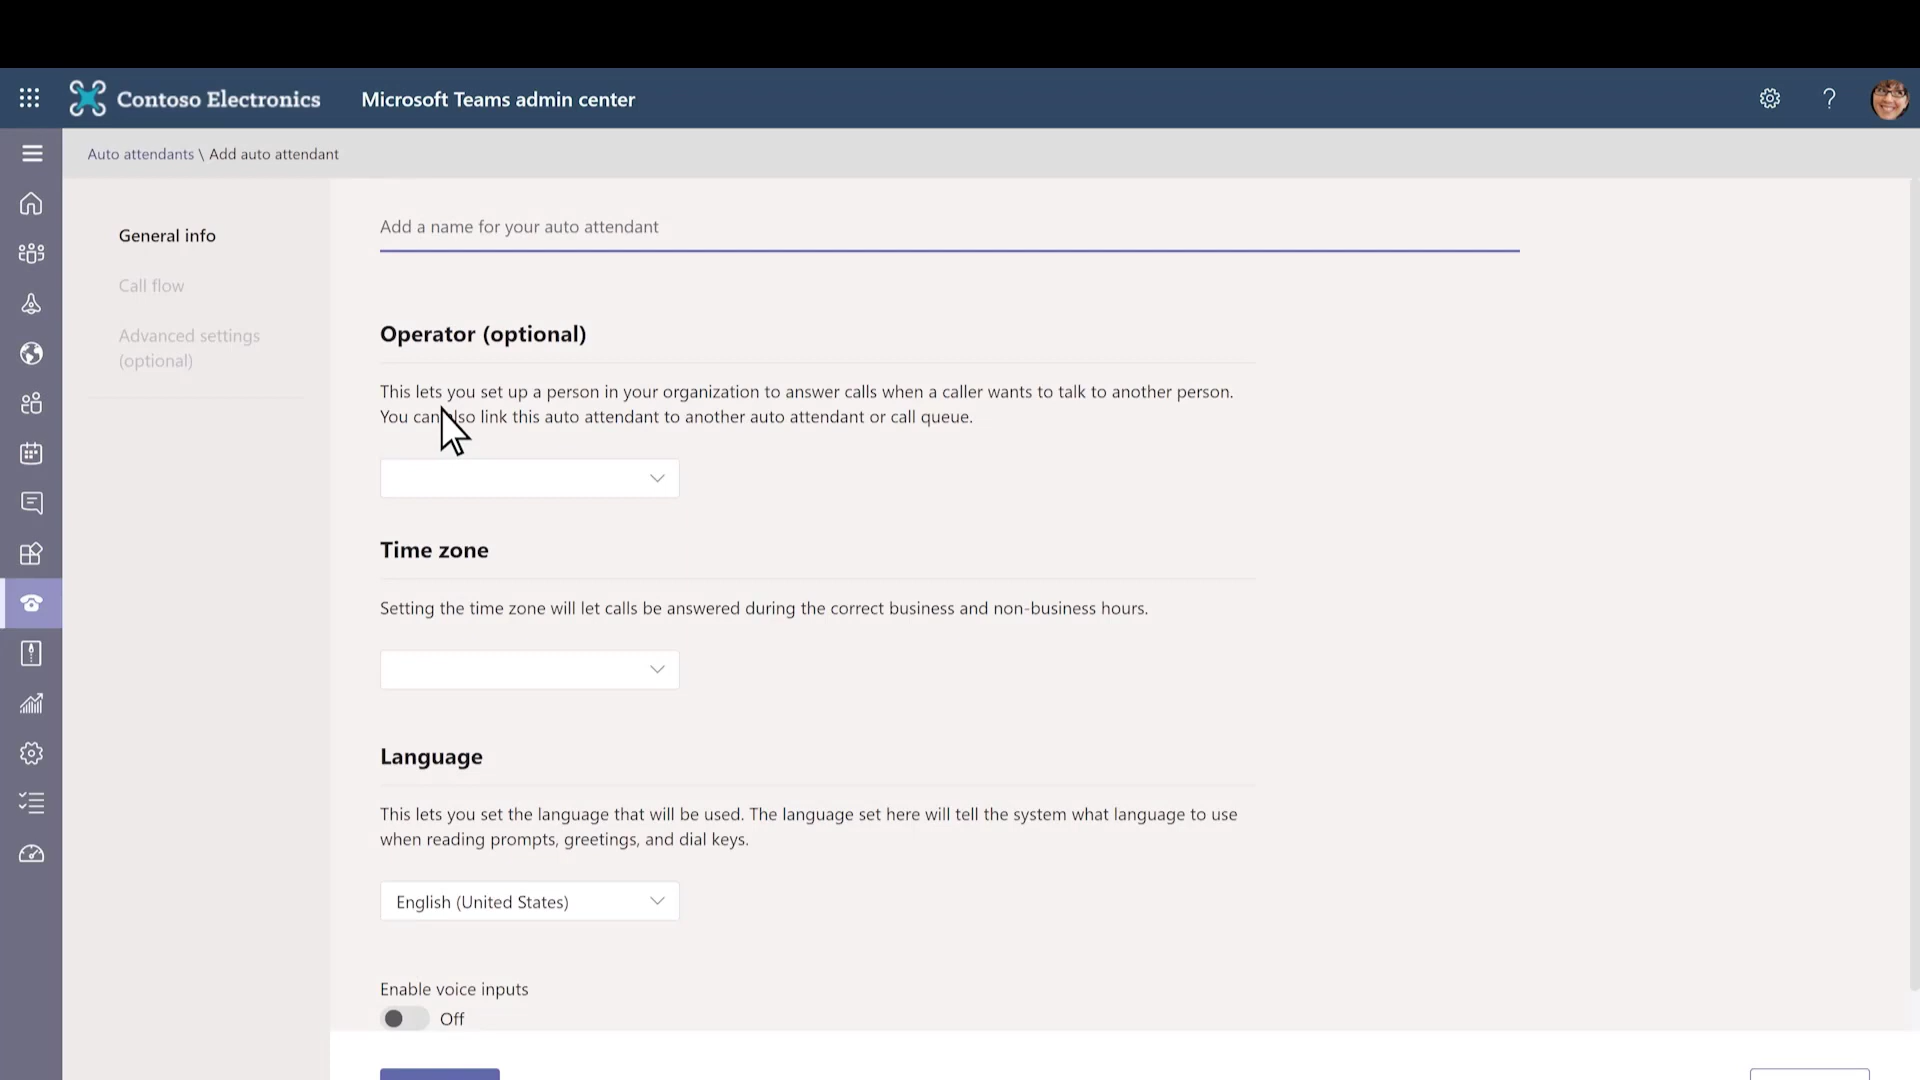 Contoso Electronics
Microsoft Teams admin center
?
Auto attendants \ Add auto attendant
General info
Call flow
Advanced settings
(optional)
Add a name for your auto attendant
Operator (optional)
This lets you set up a person in your organization to answer calls when a caller wants to talk to another person.
You can also link this auto attendant to another auto attendant or call queue.
Time zone
Setting the time zone will let calls be answered during the correct business and non-business hours.
Language
This lets you set the language that will be used. The language set here will tell the system what language to use
when reading prompts, greetings, and dial keys.
English (United States)
Enable voice inputs
Off